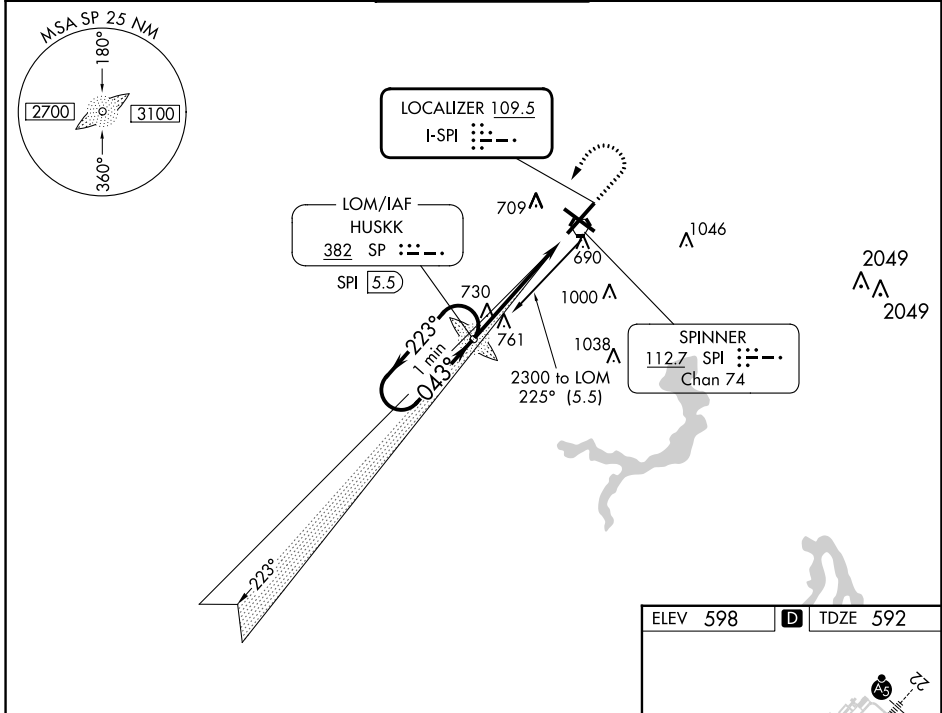 MSA SP 25 NM
180°
2700
3100
360°
LOCALIZER 109.5
I-SPI
LOM/IAF
HUSKK
382 SP
SPI 5.5
709
690
1046
2049
2049
730
761
1000
1038
223°
1 min
043°
2300 to LOM
225° (5.5)
SPINNER
112.7 SPI
Chan 74
223°
ELEV 598
D
TDZE 592
A5
22